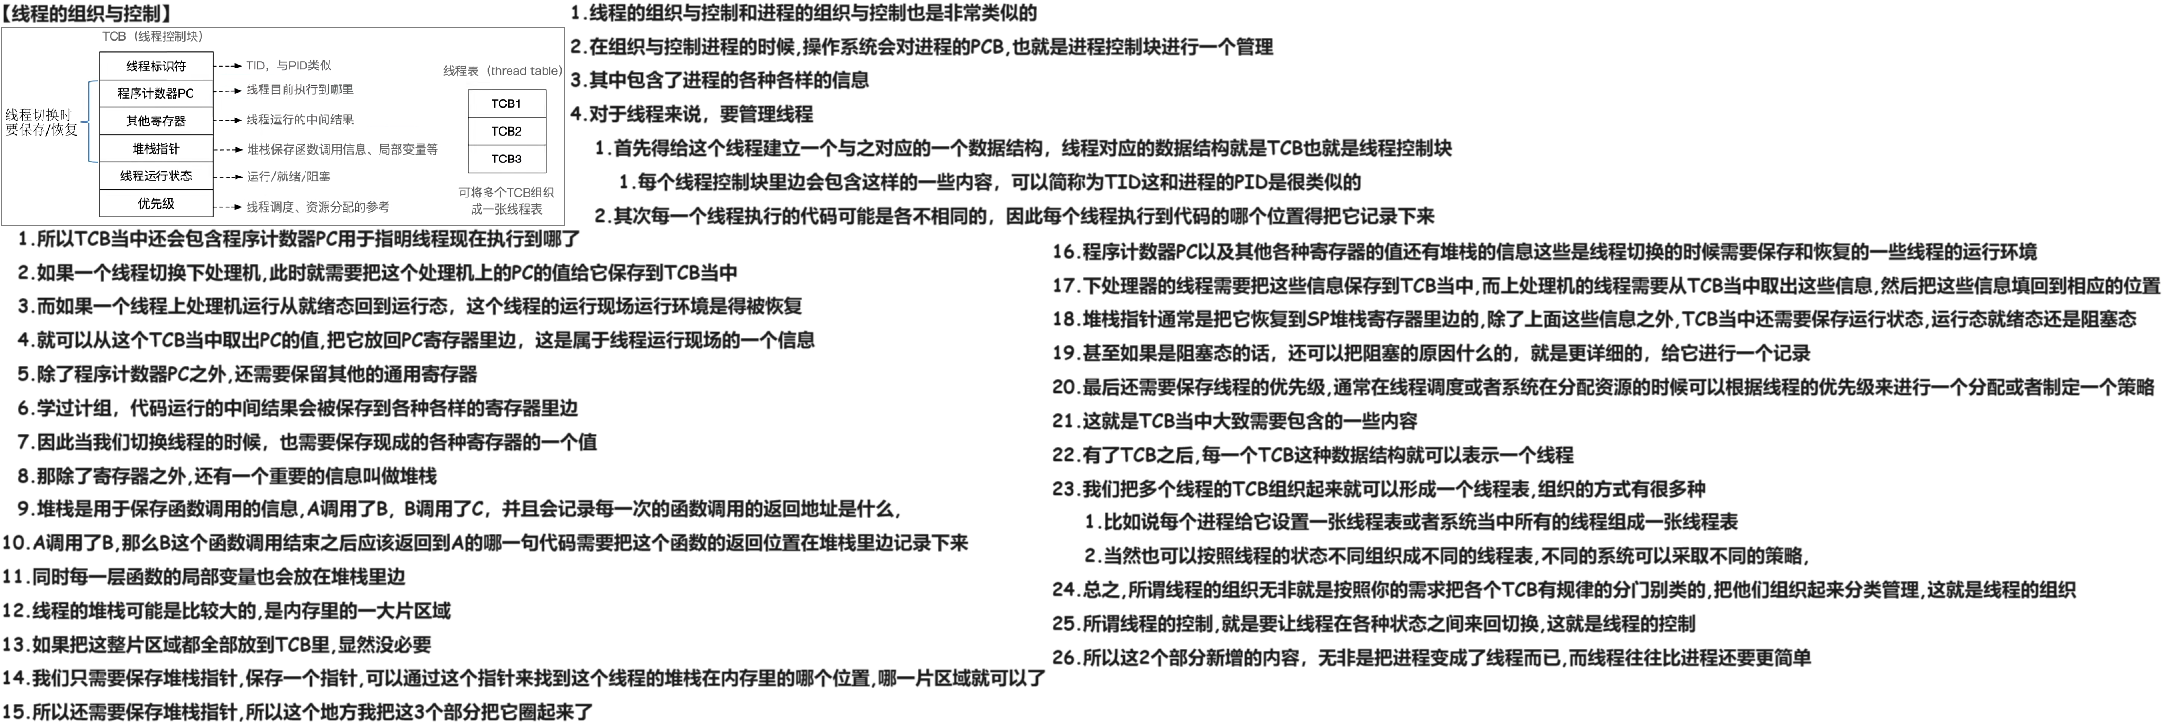 【线程的组织与控制】
TCB（线程控制块）
线程标识符
TID，与PID类似
程序计数器PC
线程目前执行到哪里
其他寄存器
线程运行的中间结果
堆栈指针
堆栈保存函数调用信息、局部变量等
线程运行状态
运行/就绪/阻塞
优先级
线程调度、资源分配的参考
线程切换时
要保存/恢复
线程表（thread table）
TCB1
TCB2
TCB3
可将多个TCB组织
成一张线程表
1.线程的组织与控制和进程的组织与控制也是非常类似的
2.在组织与控制进程的时候,操作系统会对进程的PCB,也就是进程控制块进行一个管理
3.其中包含了进程的各种各样的信息
4.对于线程来说，要管理线程
1.首先得给这个线程建立一个与之对应的一个数据结构，线程对应的数据结构就是TCB也就是线程控制块
1.每个线程控制块里边会包含这样的一些内容，可以简称为TID这和进程的PID是很类似的
2.其次每一个线程执行的代码可能是各不相同的，因此每个线程执行到代码的哪个位置得把它记录下来
1.所以TCB当中还会包含程序计数器PC用于指明线程现在执行到哪了
2.如果一个线程切换下处理机,此时就需要把这个处理机上的PC的值给它保存到TCB当中
3.而如果一个线程上处理机运行从就绪态回到运行态，这个线程的运行现场运行环境是得被恢复
4.就可以从这个TCB当中取出PC的值,把它放回PC寄存器里边，这是属于线程运行现场的一个信息
5.除了程序计数器PC之外,还需要保留其他的通用寄存器
6.学过计组，代码运行的中间结果会被保存到各种各样的寄存器里边
7.因此当我们切换线程的时候，也需要保存现成的各种寄存器的一个值
8.那除了寄存器之外,还有一个重要的信息叫做堆栈
9.堆栈是用于保存函数调用的信息,A调用了B，B调用了C，并且会记录每一次的函数调用的返回地址是什么,
10.A调用了B,那么B这个函数调用结束之后应该返回到A的哪一句代码需要把这个函数的返回位置在堆栈里边记录下来
11.同时每一层函数的局部变量也会放在堆栈里边
12.线程的堆栈可能是比较大的,是内存里的一大片区域
13.如果把这整片区域都全部放到TCB里,显然没必要
14.我们只需要保存堆栈指针,保存一个指针,可以通过这个指针来找到这个线程的堆栈在内存里的哪个位置,哪一片区域就可以了
15.所以还需要保存堆栈指针,所以这个地方我把这3个部分把它圈起来了
16.程序计数器PC以及其他各种寄存器的值还有堆栈的信息这些是线程切换的时候需要保存和恢复的一些线程的运行环境
17.下处理器的线程需要把这些信息保存到TCB当中,而上处理机的线程需要从TCB当中取出这些信息,然后把这些信息填回到相应的位置
18.堆栈指针通常是把它恢复到SP堆栈寄存器里边的,除了上面这些信息之外,TCB当中还需要保存运行状态,运行态就绪态还是阻塞态
19.甚至如果是阻塞态的话，还可以把阻塞的原因什么的，就是更详细的，给它进行一个记录
20.最后还需要保存线程的优先级,通常在线程调度或者系统在分配资源的时候可以根据线程的优先级来进行一个分配或者制定一个策略
21.这就是TCB当中大致需要包含的一些内容
22.有了TCB之后,每一个TCB这种数据结构就可以表示一个线程
23.我们把多个线程的TCB组织起来就可以形成一个线程表,组织的方式有很多种
1.比如说每个进程给它设置一张线程表或者系统当中所有的线程组成一张线程表
2.当然也可以按照线程的状态不同组织成不同的线程表,不同的系统可以采取不同的策略,
24.总之,所谓线程的组织无非就是按照你的需求把各个TCB有规律的分门别类的,把他们组织起来分类管理,这就是线程的组织
25.所谓线程的控制,就是要让线程在各种状态之间来回切换,这就是线程的控制
26.所以这2个部分新增的内容，无非是把进程变成了线程而已,而线程往往比进程还要更简单